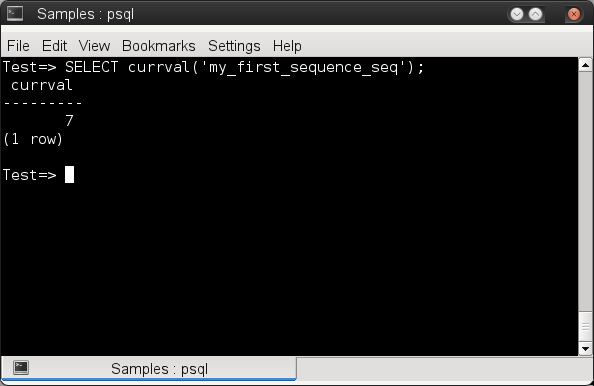 Samples : psql
File Edit View Bookmarks Settings Help
Test=> SELECT currval('my_first_sequence_seq');
 currval
---------
       7
(1 row)

Test=>
Samples : psql